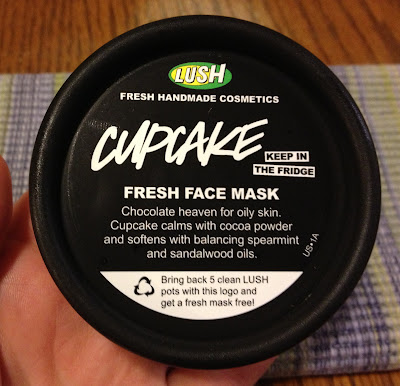 LUSH
FRESH HANDMADE COSMETICS
CUPCAKE
KEEP IN
THE FRIDGE
FRESH FACE MASK
Chocolate heaven for oily skin.
Cupcake calms with cocoa powder
and softens with balancing spearmint
and sandalwood oils.
US•1A
Bring back 5 clean LUSH
pots with this logo and
get a fresh mask free!